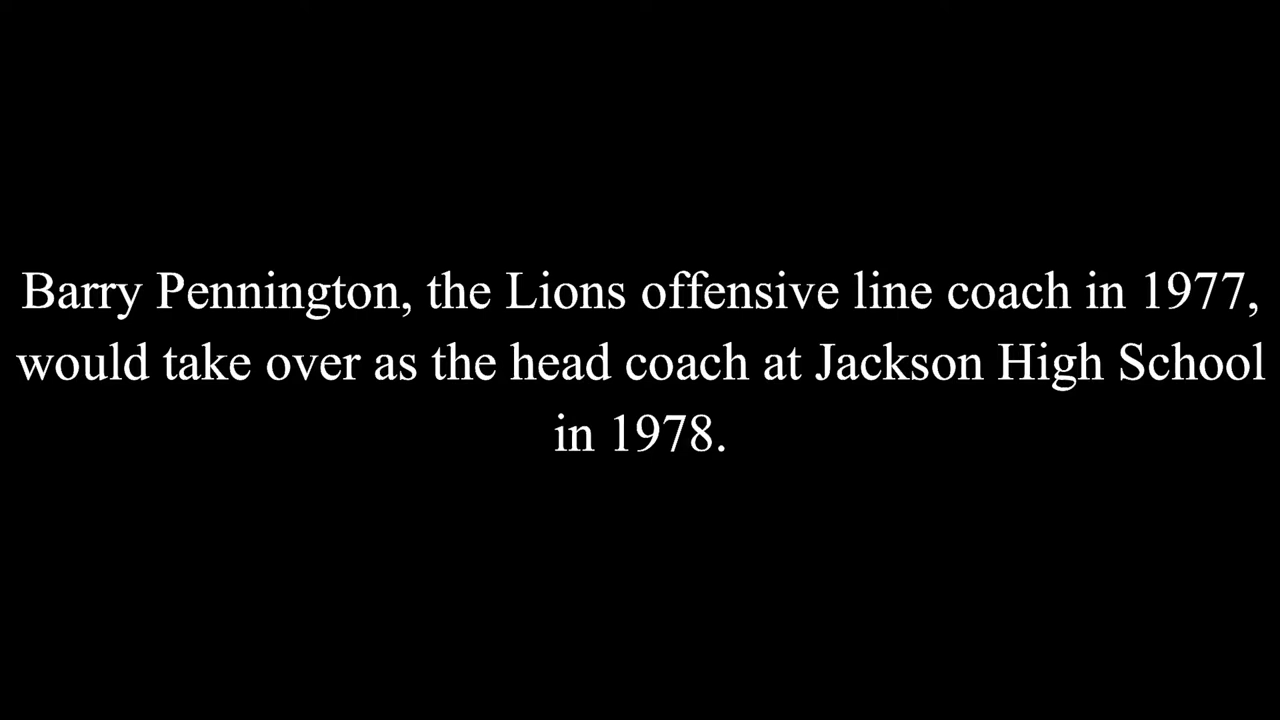 Barry Pennington, the Lions offensive line coach in 1977,
would take over as the head coach at Jackson High School
in 1978.